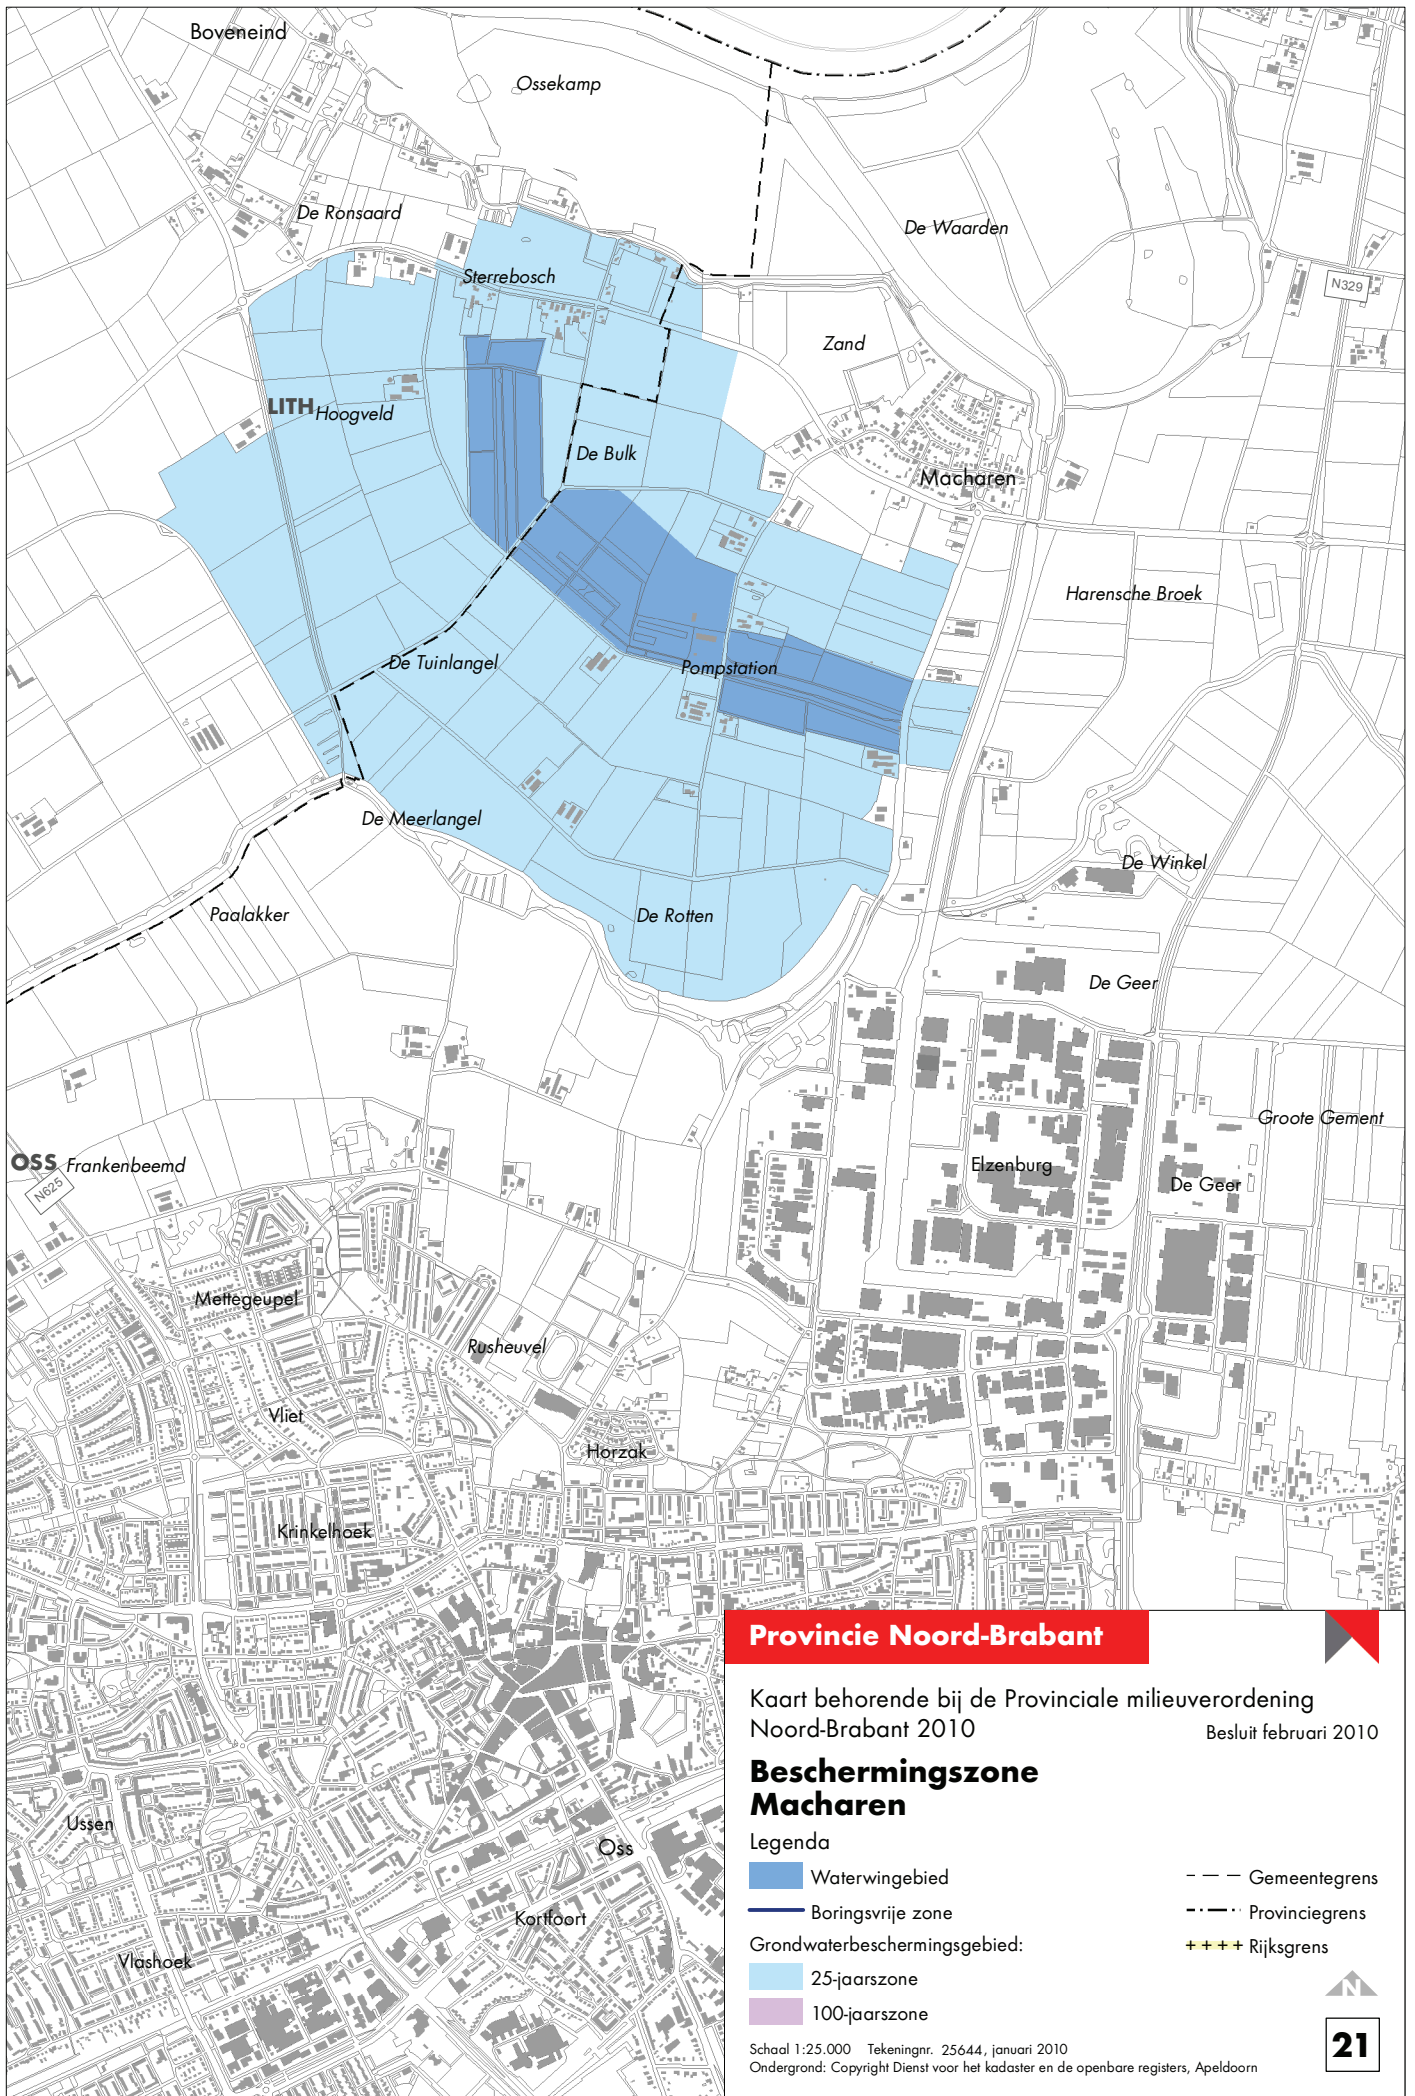 Boveneind
Ossekamp
De Ronsaard
De Waarden
Sterrebosch
N329
Zand
LITH Hoogveld
De Bulk
Macharen
Harensche Broek
De Tuinlangel
Pompstation
De Meerlangel
De Winkel
Paalakker
De Rotten
De Geer
Groote Gement
OSS Frankenbeemd
Elzenburg
De Geer
N625
Mettegeupel
Rusheuvel
Vliet
Horzak
Krinkelhoek
Ussen
Oss
Kortfoort
Vlashoek
Provincie Noord-Brabant
Kaart behorende bij de Provinciale milieuverordening
Noord-Brabant 2010 Besluit februari 2010
Beschermingszone
Macharen
Legenda
Waterwingebied
Gemeentegrens
Boringsvrije zone
Provinciegrens
Grondwaterbeschermingsgebied:
Rijksgrens
25-jaarszone
N
100-jaarszone
21
Schaal 1:25.000 Tekeningnr. 25644, januari 2010
Ondergrond: Copyright Dienst voor het kadaster en de openbare registers, Apeldoorn